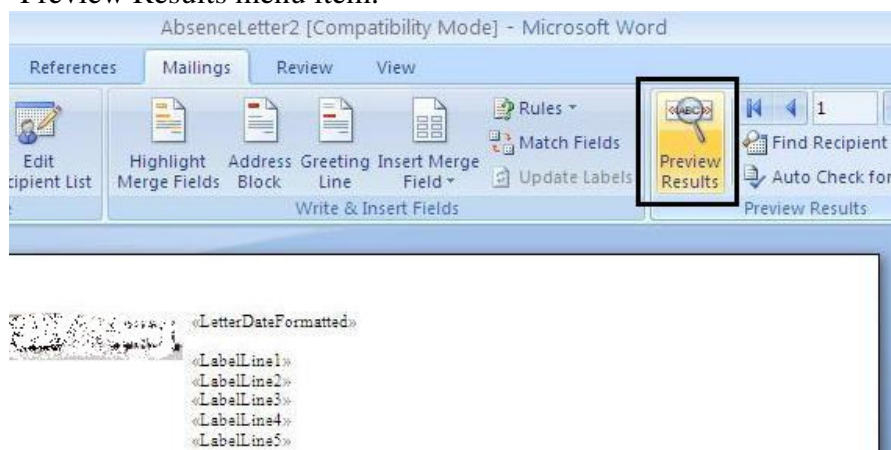 Preview Results menu item.
AbsenceLetter2 [Compatibility Mode] - Microsoft Word
References Mailings Review View
Edit
cipient List
Highlight
Merge Fields
Address
Block
Greeting
Line
Insert Merge
Field
Rules
Match Fields
Update Labels
Write & Insert Fields
«ABC»
Preview
Results
1
Find Recipient
Auto Check for
Preview Results
«LetterDateFormatted»
«LabelLine1»
«LabelLine2»
«LabelLine3»
«LabelLine4»
«LabelLine5»